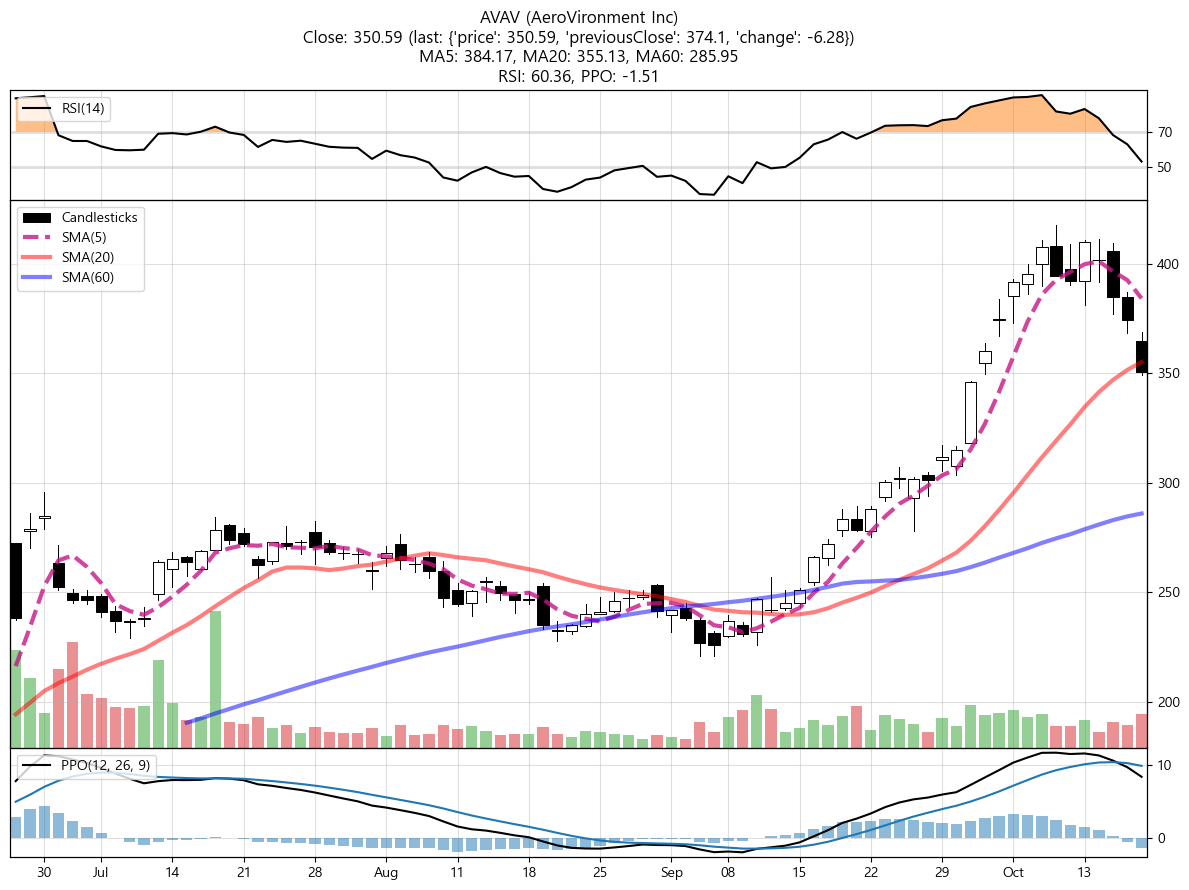 AVAV (AeroVironment Inc)
Close: 350.59 (last: {'price': 350.59, 'previousClose': 374.1, 'change': -6.28})
MA5: 384.17, MA20: 355.13, MA60: 285.95
RSI: 60.36, PPO: -1.51
RSI(14)
70
50
Candlesticks
SMA(5)
SMA(20)
SMA(60)
400
350
300
250
200
PPO(12, 26, 9)
10
0
30 Jul 14 21 28 Aug 11 18 25 Sep 08 15 22 29 Oct 13